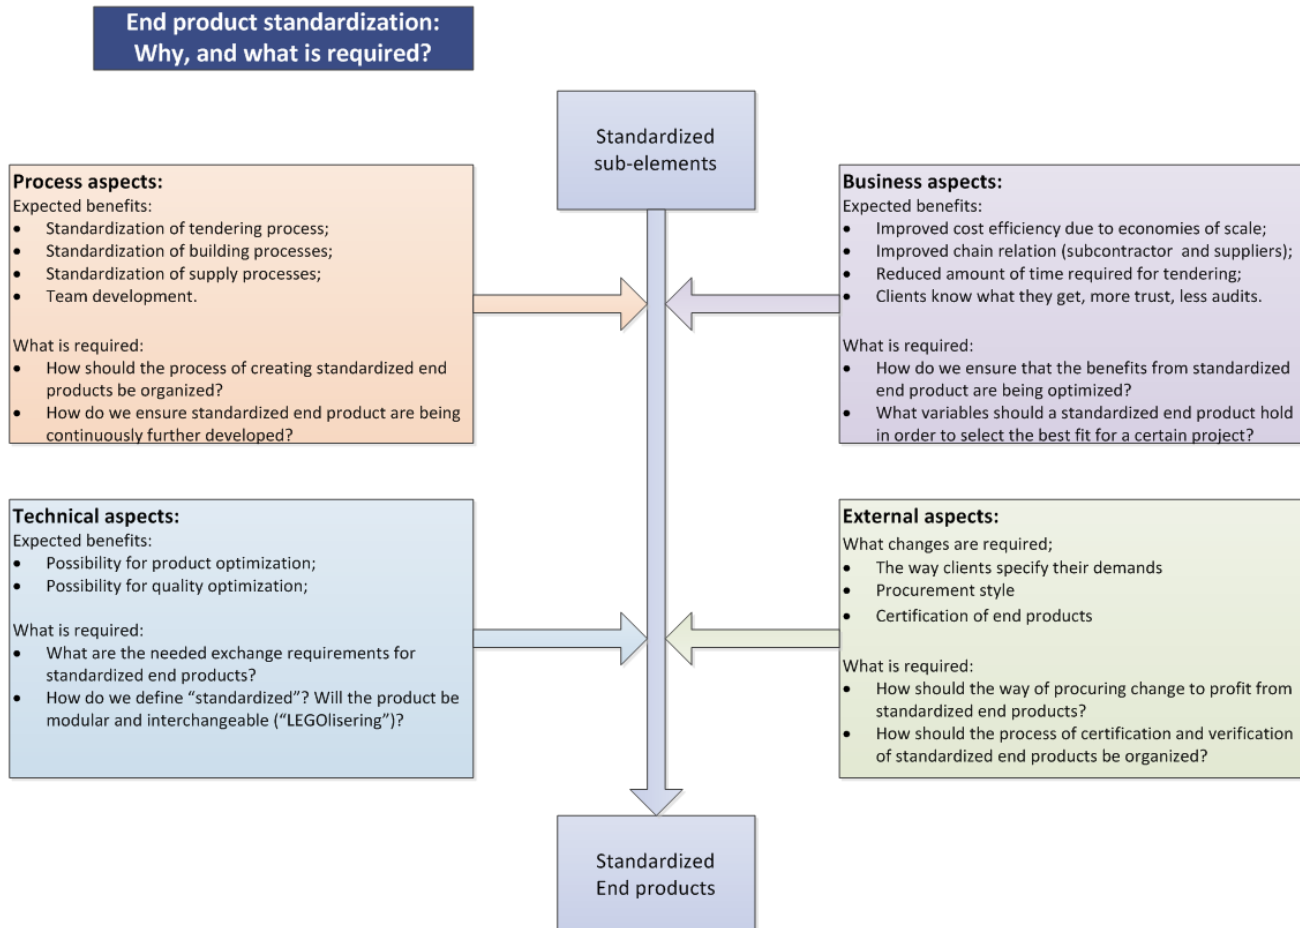 End product standardization:
Why, and what is required?
Standardized
sub-elements
Process aspects:
Expected benefits:
• Standardization of tendering process;
• Standardization of building processes;
• Standardization of supply processes;
• Team development.
What is required:
• How should the process of creating standardized end
products be organized?
• How do we ensure standardized end product are being
continuously further developed?
Business aspects:
Expected benefits:
• Improved cost efficiency due to economies of scale;
• Improved chain relation (subcontractor and suppliers);
• Reduced amount of time required for tendering;
• Clients know what they get, more trust, less audits.
What is required:
• How do we ensure that the benefits from standardized
end product are being optimized?
• What variables should a standardized end product hold
in order to select the best fit for a certain project?
Technical aspects:
Expected benefits:
• Possibility for product optimization;
• Possibility for quality optimization;
What is required:
• What are the needed exchange requirements for
standardized end products?
• How do we define “standardized”? Will the product be
modular and interchangeable (“LEGOlisering”)?
External aspects:
What changes are required;
• The way clients specify their demands
• Procurement style
• Certification of end products
What is required:
• How should the way of procuring change to profit from
standardized end products?
• How should the process of certification and verification
of standardized end products be organized?
Standardized
End products